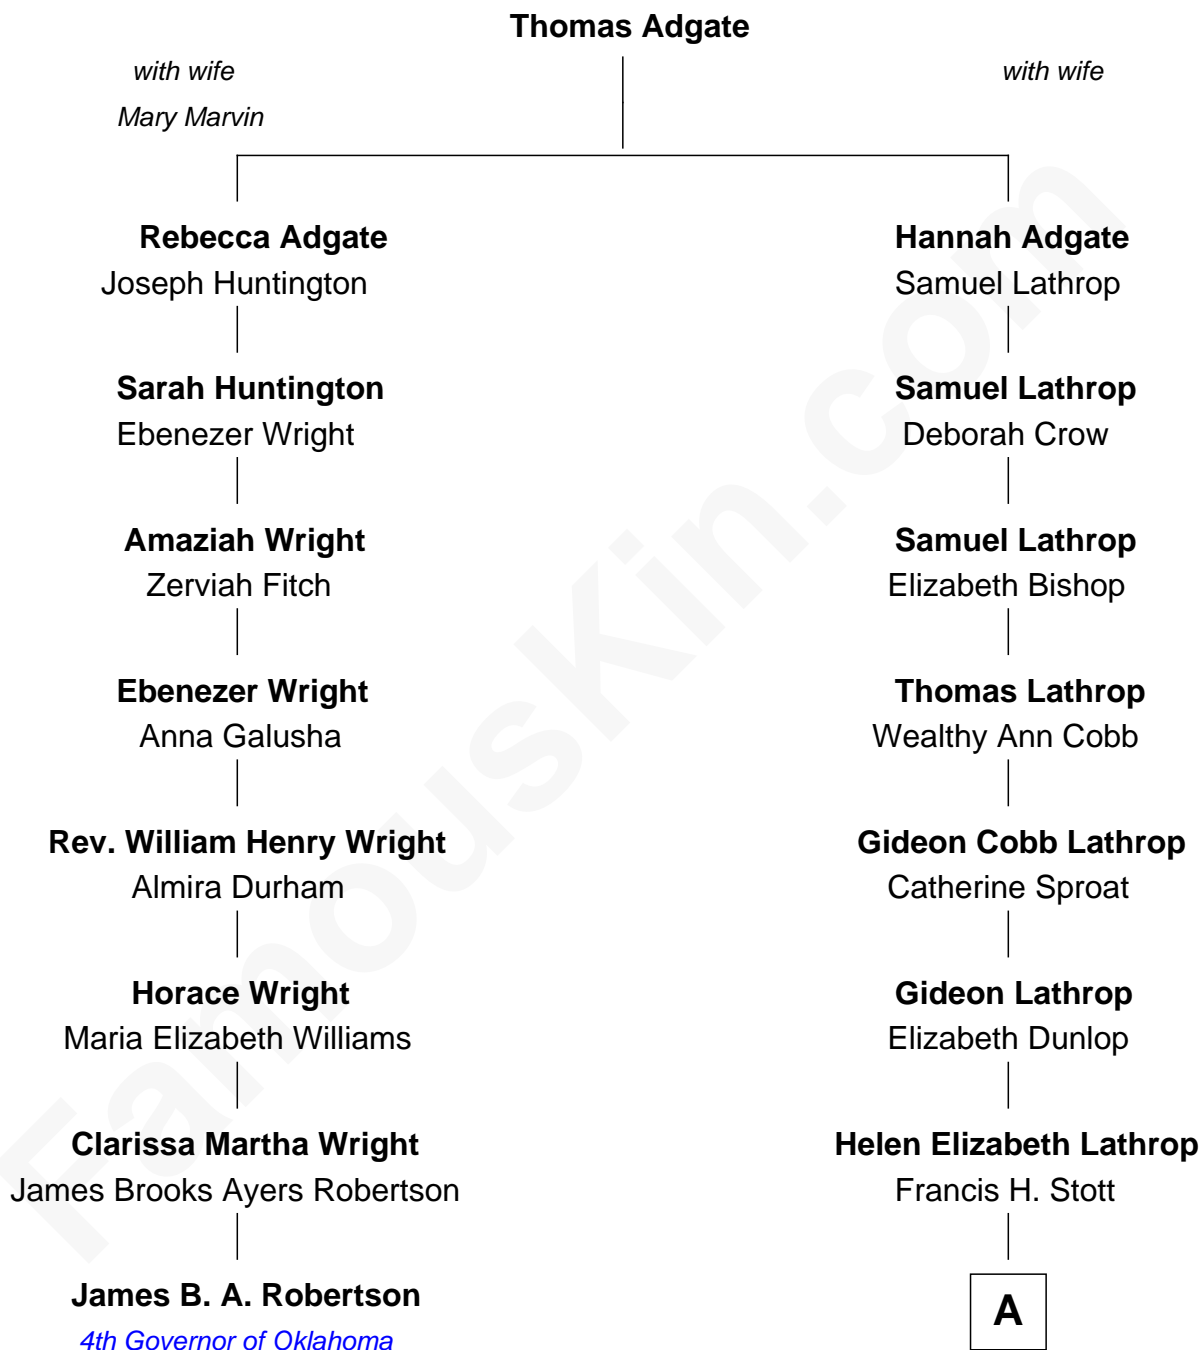 Thomas Adgate
with wife
with wife
Mary Marvin
Rebecca Adgate
Hannah Adgate
Joseph Huntington
Samuel Lathrop
Sarah Huntington
Samuel Lathrop
Ebenezer Wright
Deborah Crow
Amaziah Wright
Samuel Lathrop
Zerviah Fitch
Elizabeth Bishop
Ebenezer Wright
Thomas Lathrop
Anna Galusha
Wealthy Ann Cobb
Rev. William Henry Wright
Gideon Cobb Lathrop
Almira Durham
Catherine Sproat
Horace Wright
Gideon Lathrop
Maria Elizabeth Williams
Elizabeth Dunlop
Clarissa Martha Wright
Helen Elizabeth Lathrop
James Brooks Ayers Robertson
Francis H. Stott
James B. A. Robertson
A
4th Governor of Oklahoma
FamousKin.com